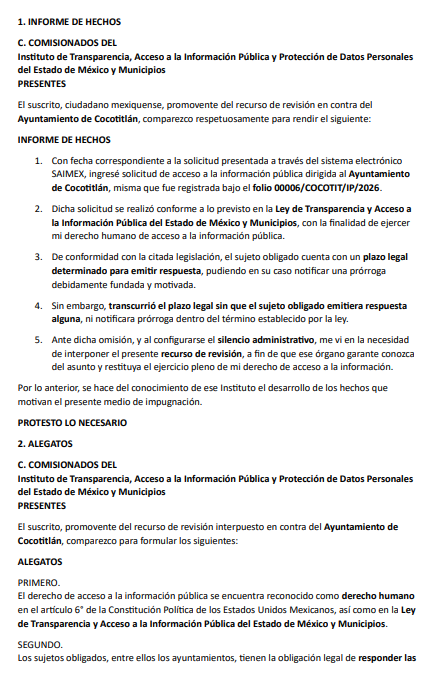 1. INFORME DE HECHOS
C. COMISIONADOS DEL
Instituto de Transparencia, Acceso a la Información Pública y Protección de Datos Personales
del Estado de México y Municipios
PRESENTES
El suscrito, ciudadano mexiquense, promovente del recurso de revisión en contra del
Ayuntamiento de Cocotitlán, comparezco respetuosamente para rendir el siguiente:
INFORME DE HECHOS
1. Con fecha correspondiente a la solicitud presentada a través del sistema electrónico
SAIMEX, ingresé solicitud de acceso a la información pública dirigida al Ayuntamiento
de Cocotitlán, misma que fue registrada bajo el folio 00006/COCOTIT/IP/2026.
2. Dicha solicitud se realizó conforme a lo previsto en la Ley de Transparencia y Acceso a
la Información Pública del Estado de México y Municipios, con la finalidad de ejercer
mi derecho humano de acceso a la información pública.
3. De conformidad con la citada legislación, el sujeto obligado cuenta con un plazo legal
determinado para emitir respuesta, pudiendo en su caso notificar una prórroga
debidamente fundada y motivada.
4. Sin embargo, transcurrió el plazo legal sin que el sujeto obligado emitiera respuesta
alguna, ni notificara prórroga dentro del término establecido por la ley.
5. Ante dicha omisión, y al configurarse el silencio administrativo, me vi en la necesidad
de interponer el presente recurso de revisión, a fin de que ese órgano garante conozca
del asunto y restituya el ejercicio pleno de mi derecho de acceso a la información.
Por lo anterior, se hace del conocimiento de ese Instituto el desarrollo de los hechos que
motivan el presente medio de impugnación.
PROTESTO LO NECESARIO
2. ALEGATOS
C. COMISIONADOS DEL
Instituto de Transparencia, Acceso a la Información Pública y Protección de Datos Personales
del Estado de México y Municipios
PRESENTES
El suscrito, promovente del recurso de revisión interpuesto en contra del Ayuntamiento de
Cocotitlán, comparezco para formular los siguientes:
ALEGATOS
PRIMERO.
El derecho de acceso a la información pública se encuentra reconocido como derecho humano
en el artículo 6° de la Constitución Política de los Estados Unidos Mexicanos, así como en la Ley
de Transparencia y Acceso a la Información Pública del Estado de México y Municipios.
SEGUNDO.
Los sujetos obligados, entre ellos los ayuntamientos, tienen la obligación legal de responder las